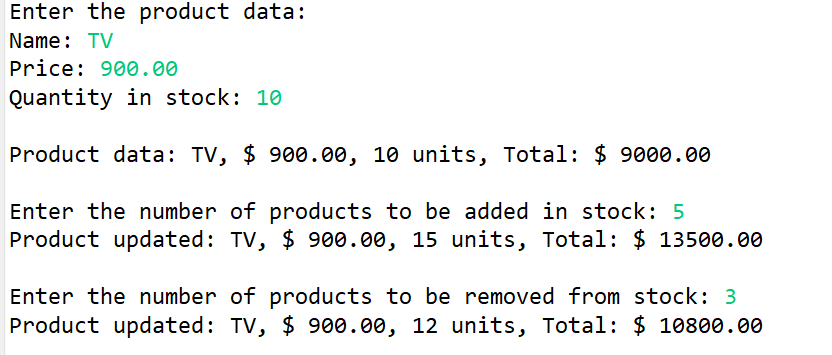 Enter the product data:
Name: TV
Price: 900.00
Quantity in stock: 10
Product data: TV, $ 900.00, 10 units, Total: $ 9000.00
Enter the number of products to be added in stock: 5
Product updated: TV, $ 900.00, 15 units, Total: $ 13500.00
Enter the number of products to be removed from stock: 3
Product updated: TV, $ 900.00, 12 units, Total: $ 10800.00